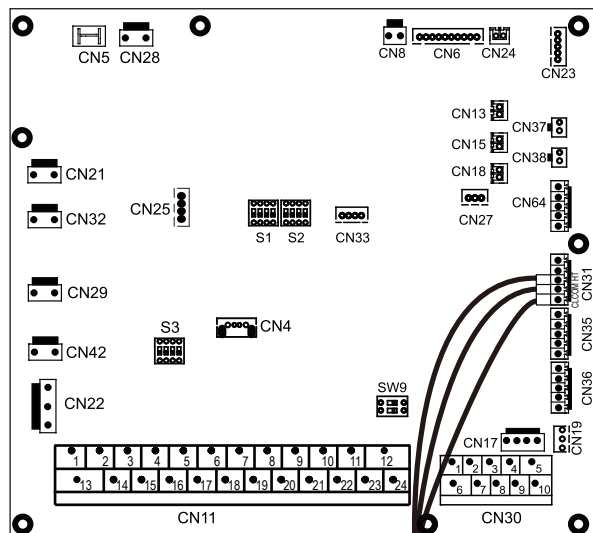 CN5
CN28
CN8
CN6
CN24
CN23
CN13
CN37
CN15
CN38
CN18
CN21
CN25
CN32
S1
S2
CN33
CN27
CN64
CN31
CLCOM HT
CN29
S3
CN4
CN35
CN42
CN36
CN22
SW9
CN17
CN19
1 2 3 4 5 6 7 8 9 10 11 12
13 14 15 16 17 18 19 20 21 22 23 24
CN11
1 2 3 4 5
6 7 8 9 10
CN30